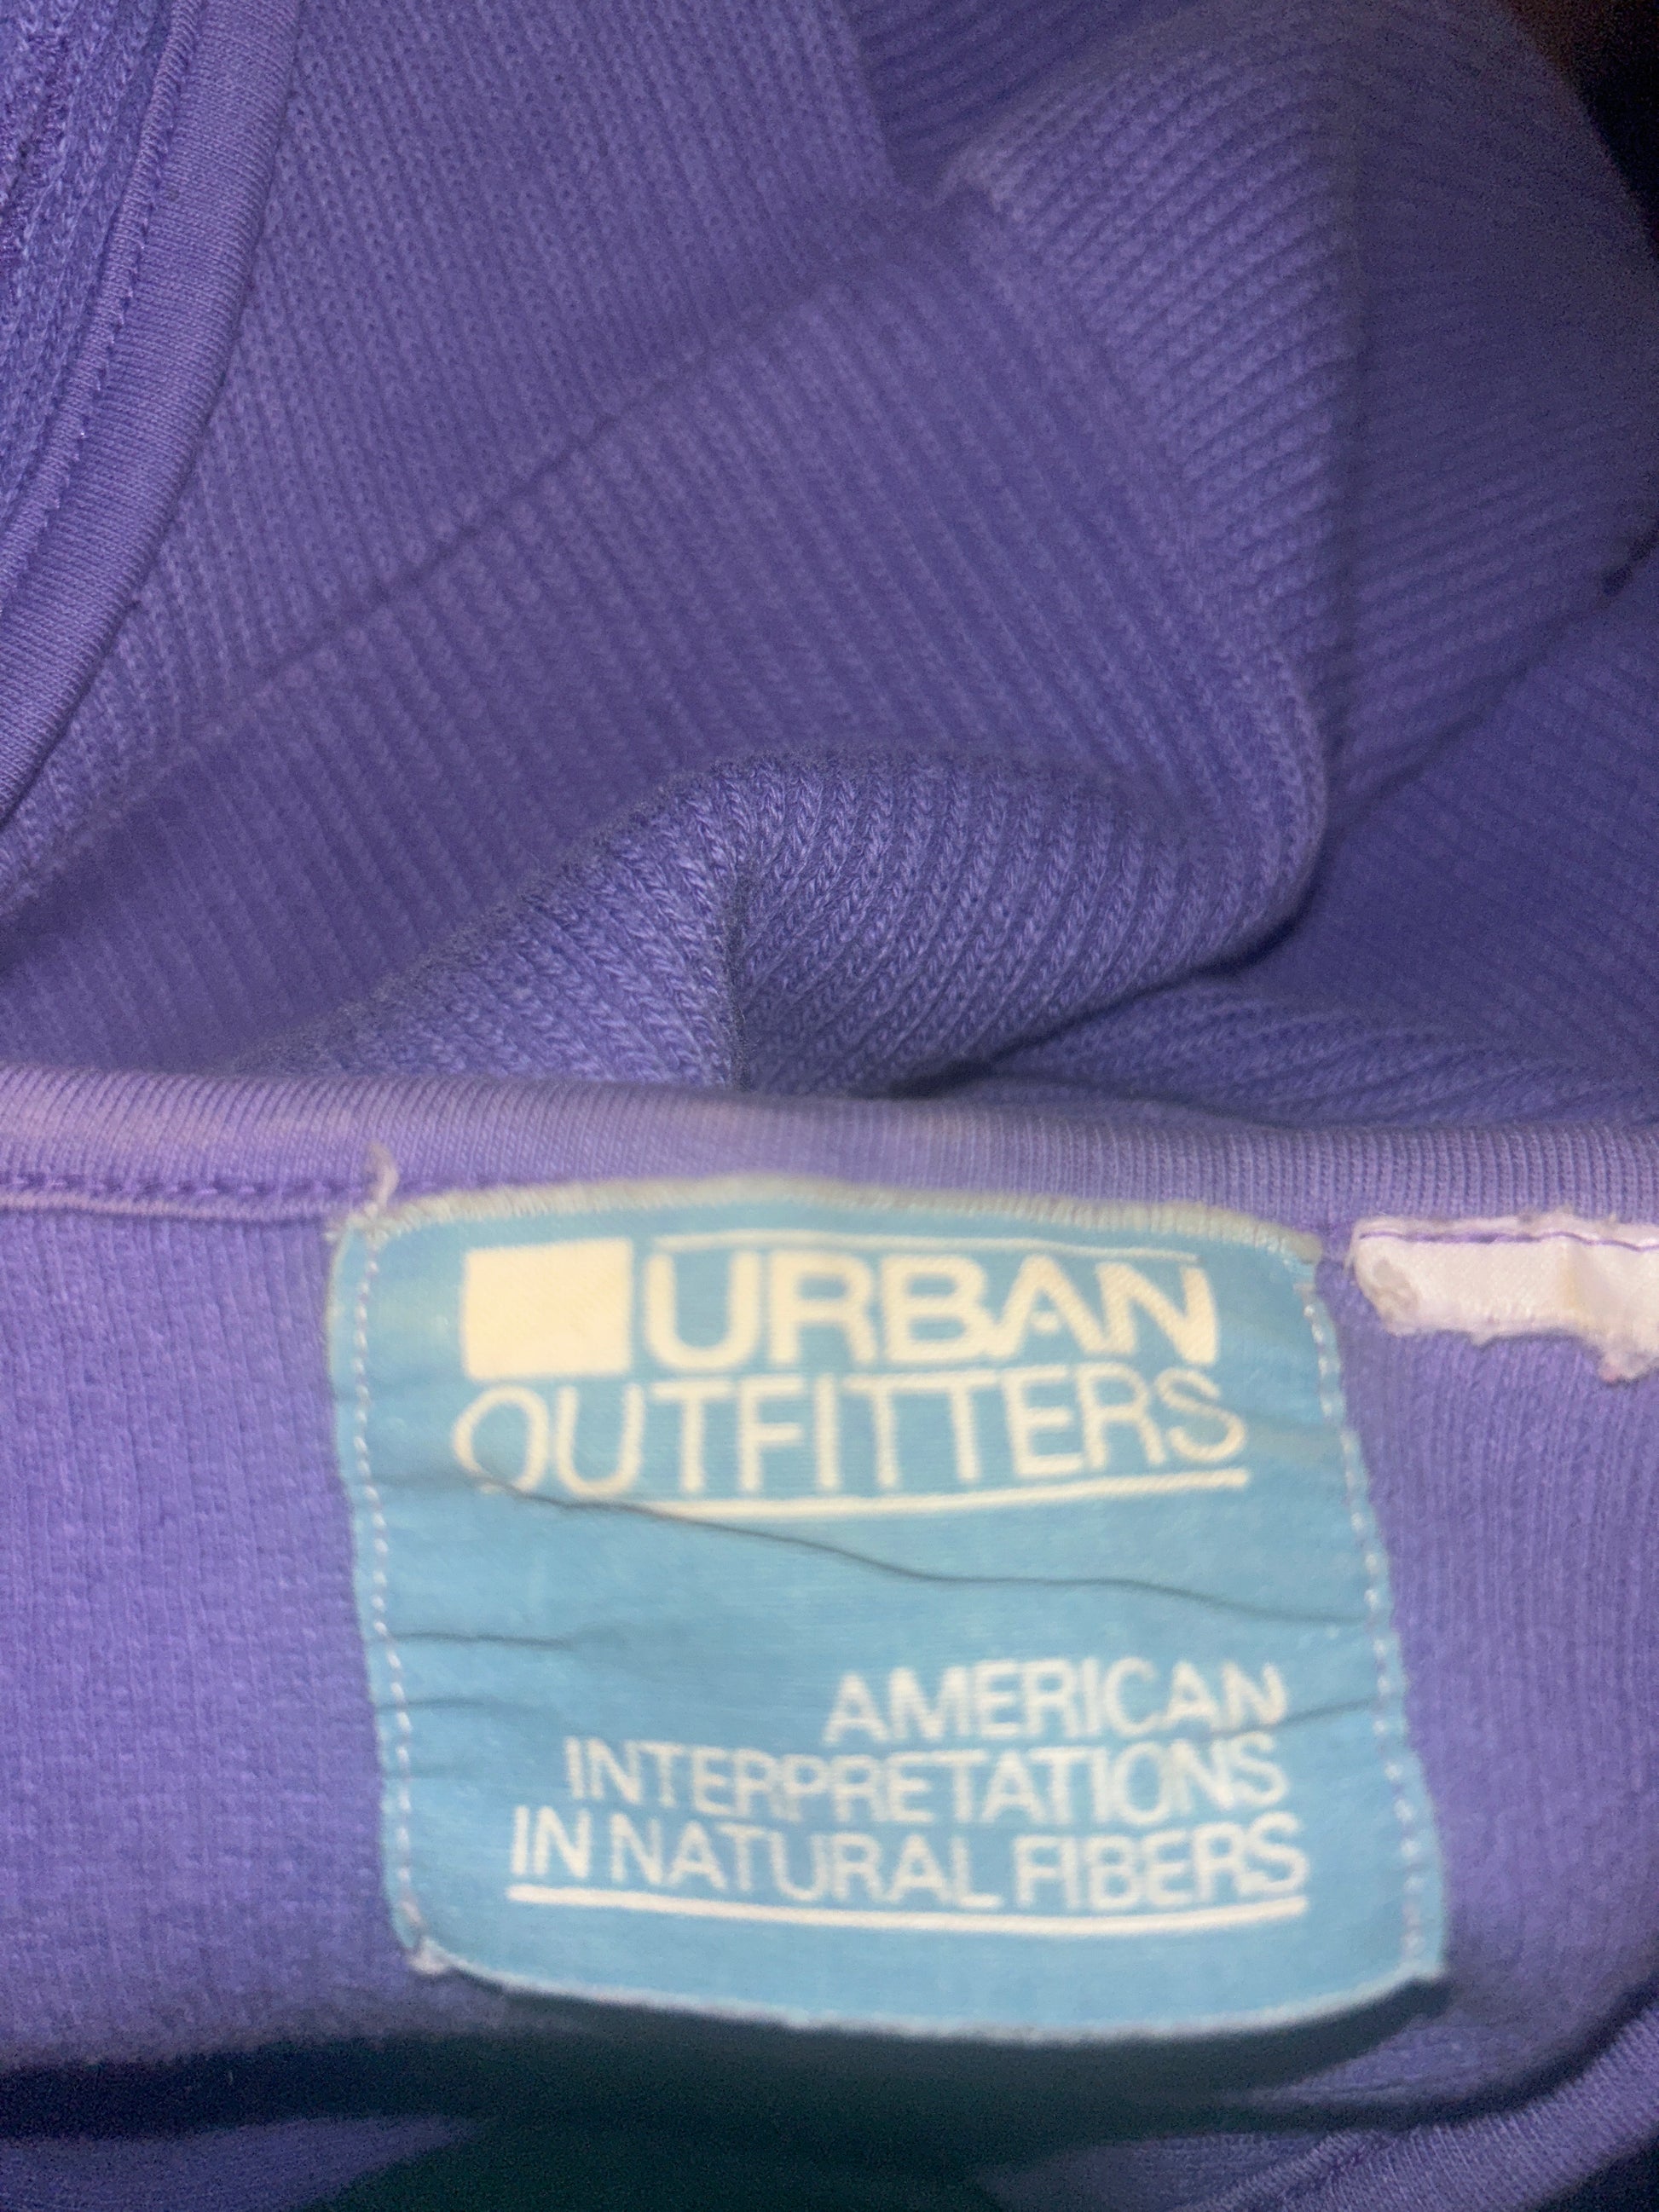 URBAN
OUTFITTERS
AMERICAN
INTERPRETATIONS
IN NATURAL FIBERS